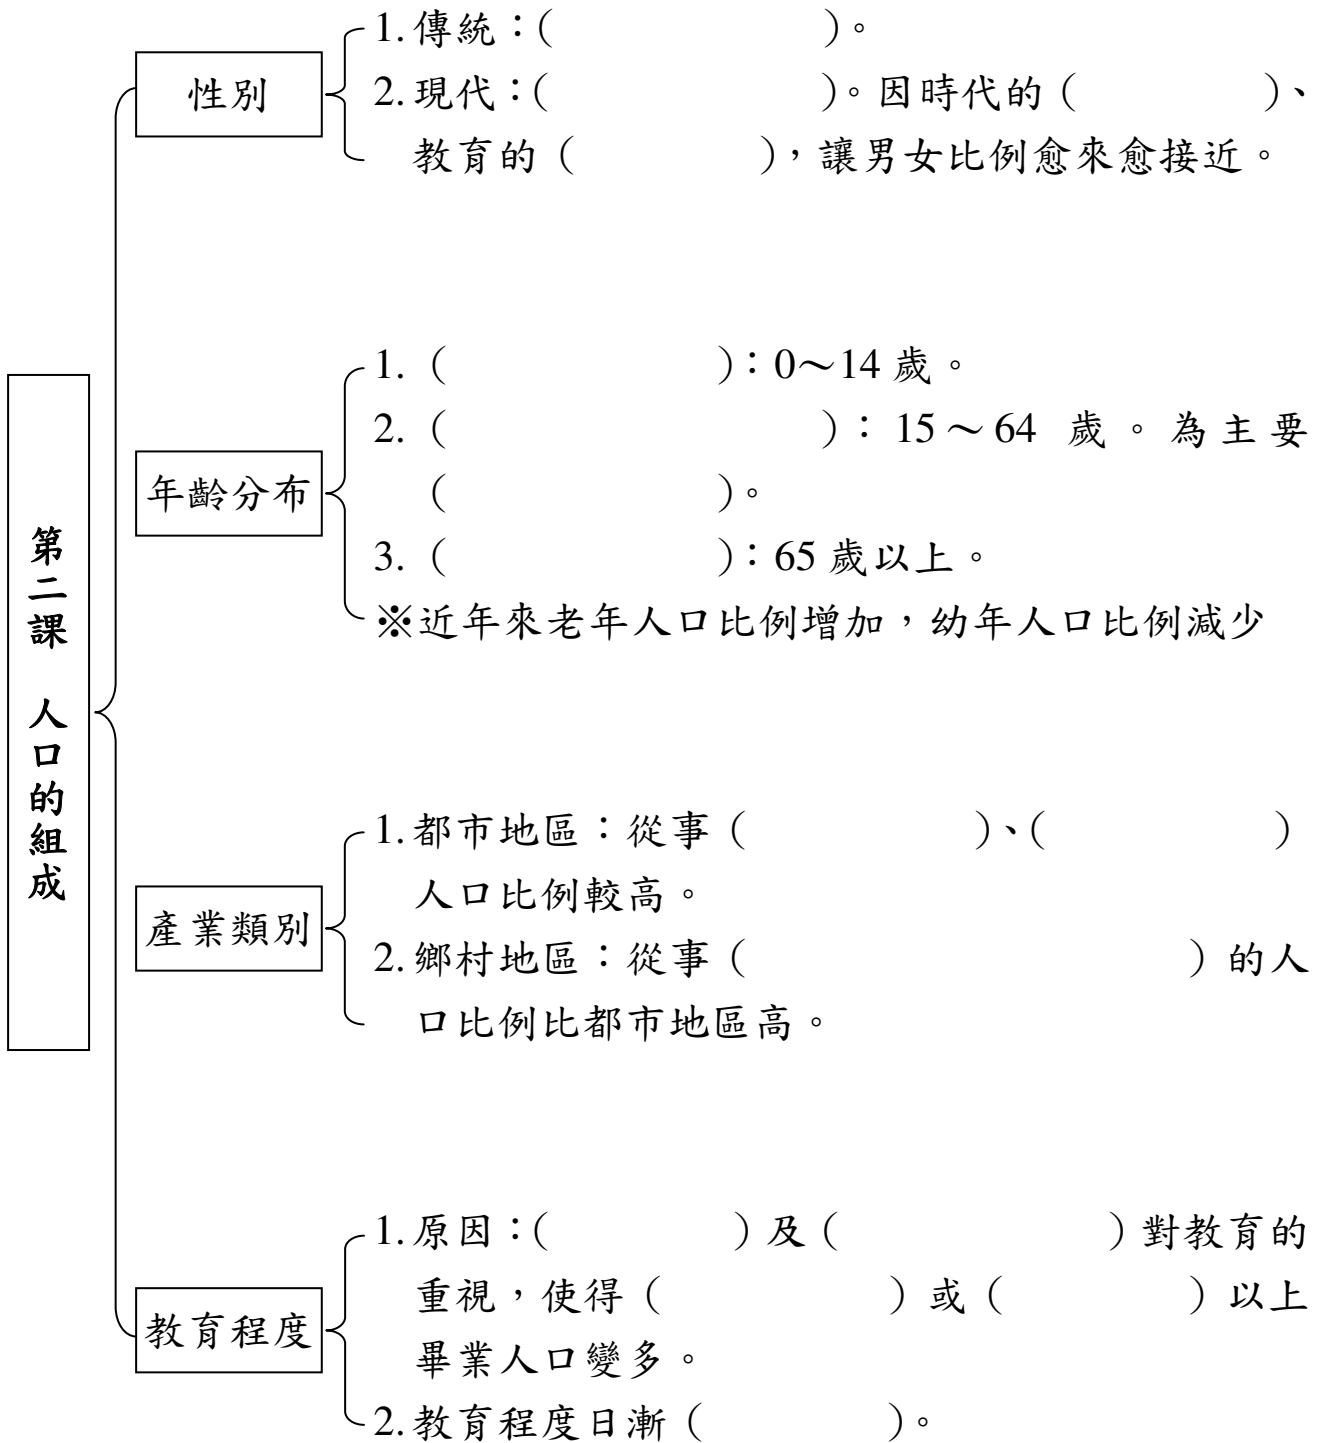 第二課 人口的組成
性別
1.傳統：( )。
2.現代：( )。因時代的( )、
教育的( )，讓男女比例愈來愈接近。
年齡分布
1. ( )：0～14 歲。
2. ( )：15～64 歲。為主要
( )。
3. ( )：65 歲以上。
※近年來老年人口比例增加，幼年人口比例減少
產業類別
1.都市地區：從事( )、( )
人口比例較高。
2.鄉村地區：從事( )的人
口比例比都市地區高。
教育程度
1.原因：( )及( )對教育的
重視，使得( )或( )以上
畢業人口變多。
2.教育程度日漸( )。